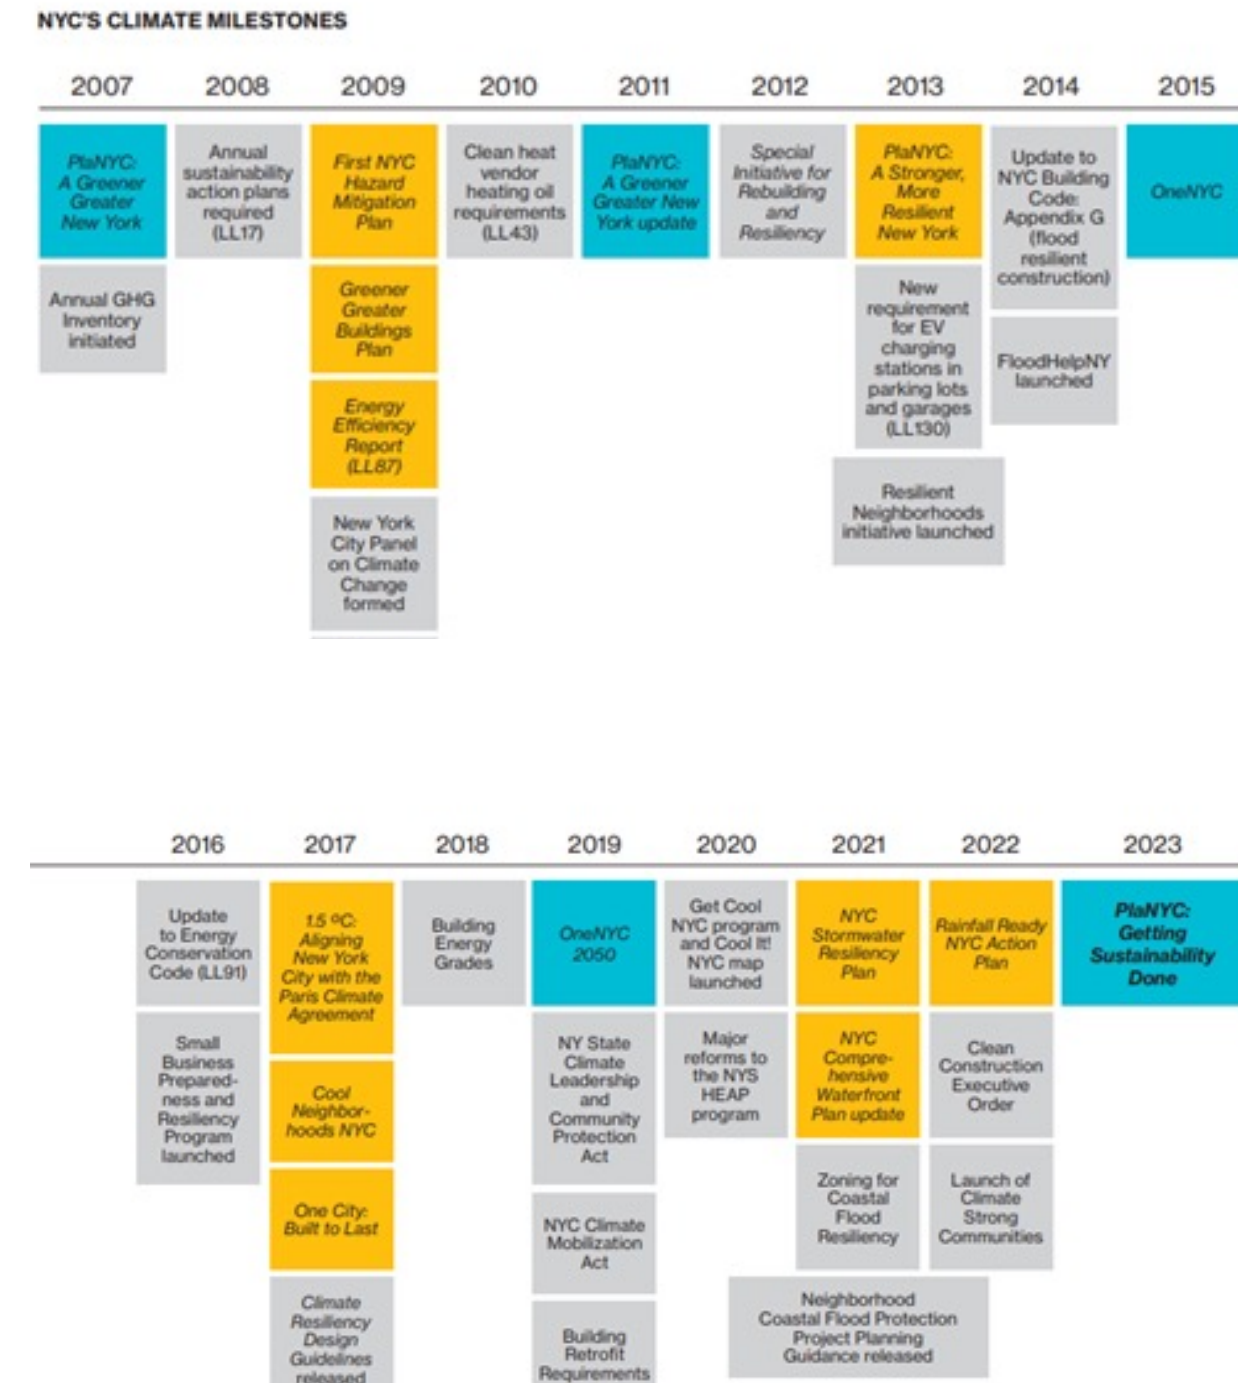 NYC'S CLIMATE MILESTONES
2007 2008 2009 2010 2011 2012 2013 2014 2015
PlaNYC:
A Greener
Greater
New York
Annual GHG
Inventory
initiated
Annual
sustainability
action plans
required
(LL17)
First NYC
Hazard
Mitigation
Plan
Greener
Greater
Buildings
Plan
Energy
Efficiency
Report
(LL87)
New York
City Panel
on Climate
Change
formed
Clean heat
vendor
heating oil
requirements
(LL43)
PlaNYC:
A Greener
Greater New
York update
Special
Initiative for
Rebuilding
and
Resiliency
PlaNYC:
A Stronger,
More
Resilient
New York
New
requirement
for EV
charging
stations in
parking lots
and garages
(LL130)
Resilient
Neighborhoods
initiative launched
Update to
NYC Building
Code:
Appendix G
(flood
resilient
construction)
FloodHelpNY
launched
OneNYC
2016 2017 2018 2019 2020 2021 2022 2023
Update
to Energy
Conservation
Code (LL91)
Small
Business
Prepared-
ness and
Resiliency
Program
launched
1.5 ºC:
Aligning
New York
City with the
Paris Climate
Agreement
Cool
Neighbor-
hoods NYC
One City:
Built to Last
Climate
Resiliency
Design
Guidelines
released
Building
Energy
Grades
OneNYC
2050
NY State
Climate
Leadership
and
Community
Protection
Act
NYC Climate
Mobilization
Act
Building
Retrofit
Requirements
Get Cool
NYC program
and Cool It!
NYC map
launched
Major
reforms to
the NYS
HEAP
program
NYC
Stormwater
Resiliency
Plan
NYC
Compre-
hensive
Waterfront
Plan update
Zoning for
Coastal
Flood
Resiliency
Neighborhood
Coastal Flood Protection
Project Planning
Guidance released
Rainfall Ready
NYC Action
Plan
Clean
Construction
Executive
Order
Launch of
Climate
Strong
Communities
PlaNYC:
Getting
Sustainability
Done